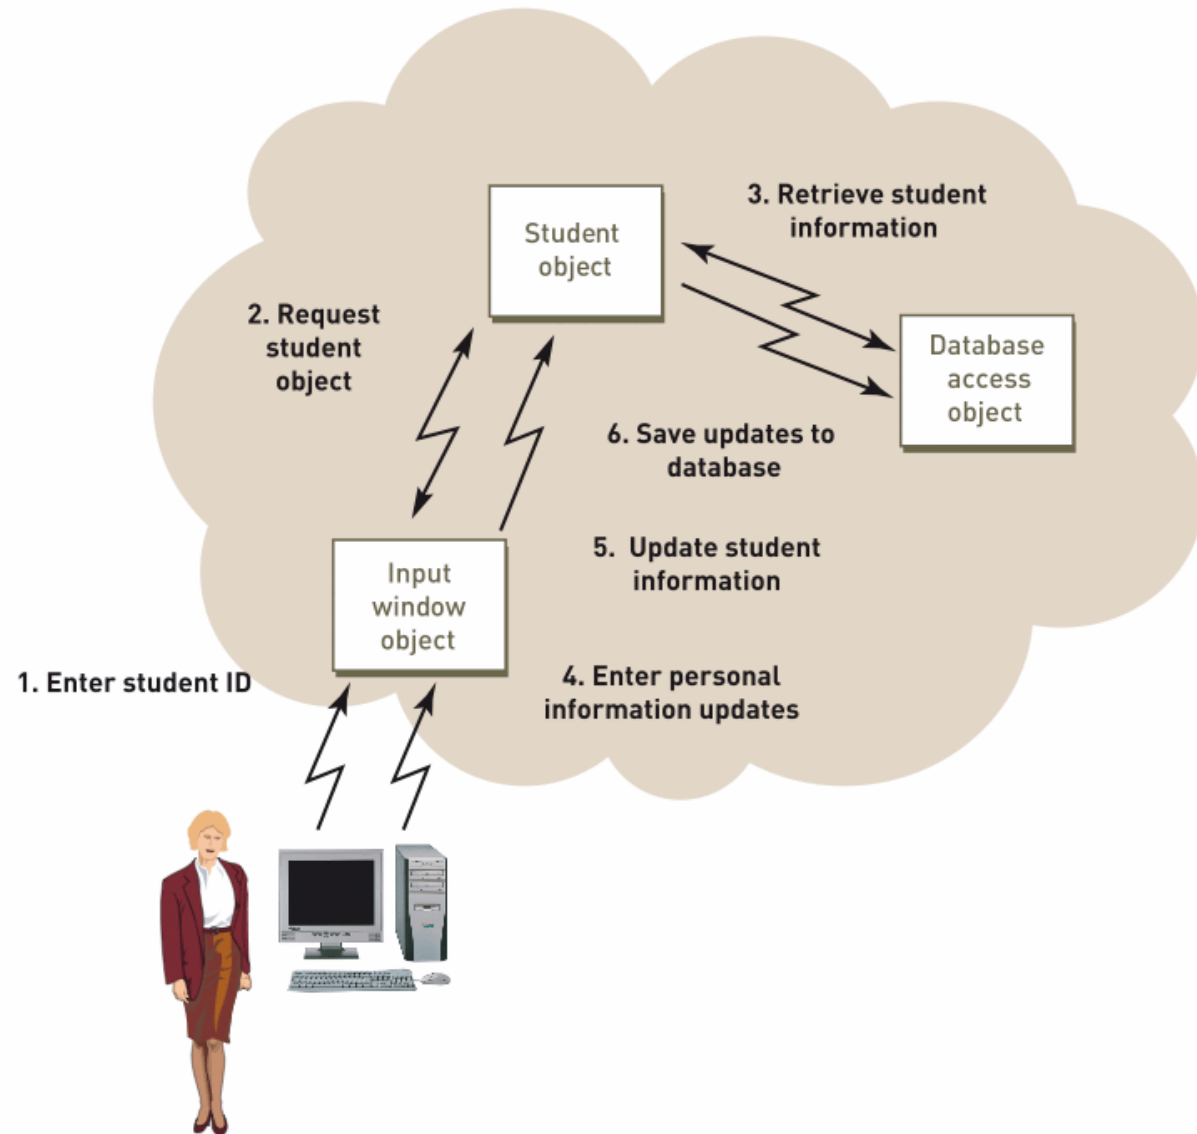 Student
object
3. Retrieve student
information
2. Request
student
object
Database
access
object
6. Save updates to
database
Input
window
object
5. Update student
information
1. Enter student ID
4. Enter personal
information updates